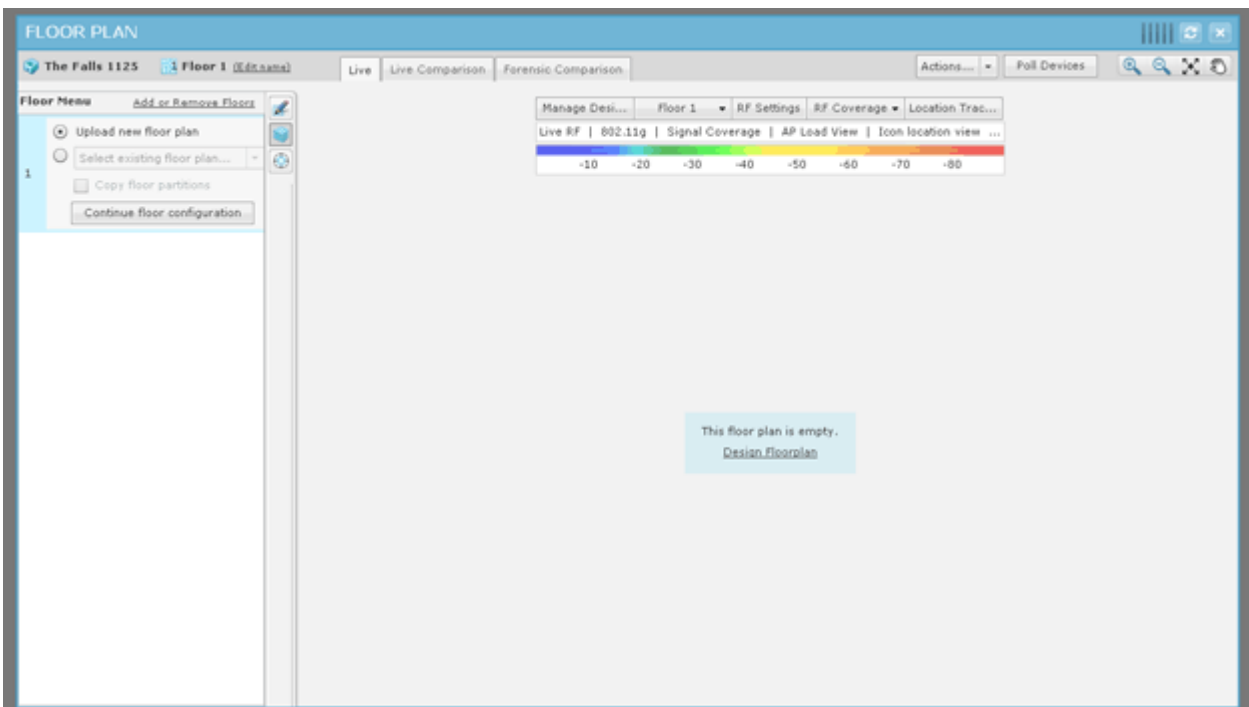 FLOOR PLAN
The Falls 1125 1 Floor 1 (Edit name)
Live Live Comparison Forensic Comparison
Actions.... Poll Devices
Floor Menu Add or Remove Floors
Upload new floor plan
Select existing floor plan...
1
Copy floor partitions
Continue floor configuration
Manage Desi... Floor 1 RF Settings RF Coverage Location Trac...
Live RF | 802.11g | Signal Coverage | AP Load View | Icon location view ...
-10 -20 -30 -40 -50 -60 -70 -80
This floor plan is empty.
Design Floorplan